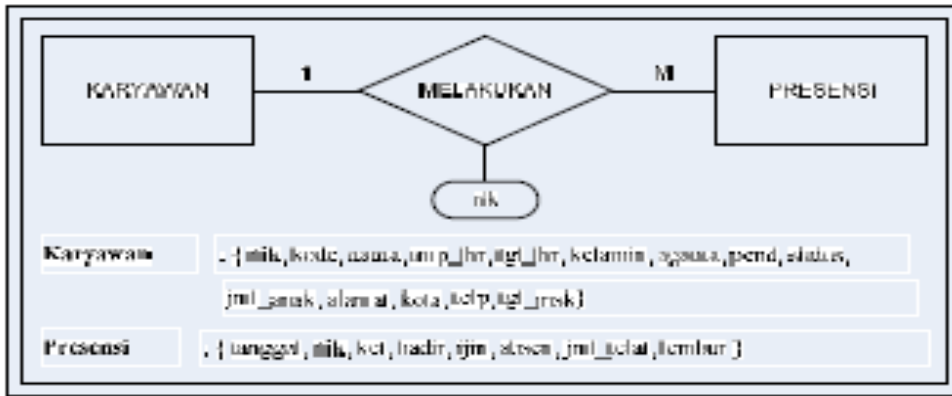 KARYAWAN 1 MELAKUKAN M PRESENSI
nik
Karyawan : { nik, kode, nama, tmp_lhr, tgl_lhr, kelamin, agama, pend, status,
jml_anak, alamat, kota, telp, tgl_msk }
Presensi : { tanggal, nik, ket, hadir, ijin, absen, jml_telat, lembur }